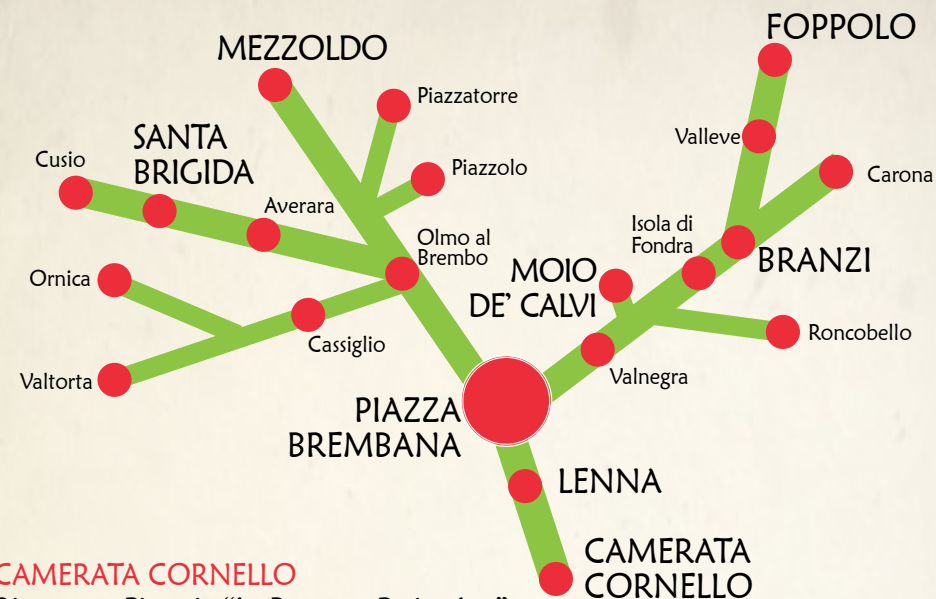 FOPPOLO
MEZZOLDO
Piazzatorre
SANTA
BRIGIDA
Valleve
Cusio
Piazzolo
Carona
Averara
Isola di
Fondra
Olmo al
Brembo
BRANZI
MOIO
DE' CALVI
Ornica
Roncobello
Cassiglio
Valnegra
Valtorta
PIAZZA
BREMBANA
LENNA
CAMERATA
CORNELLO
CAMERATA CORNELLO